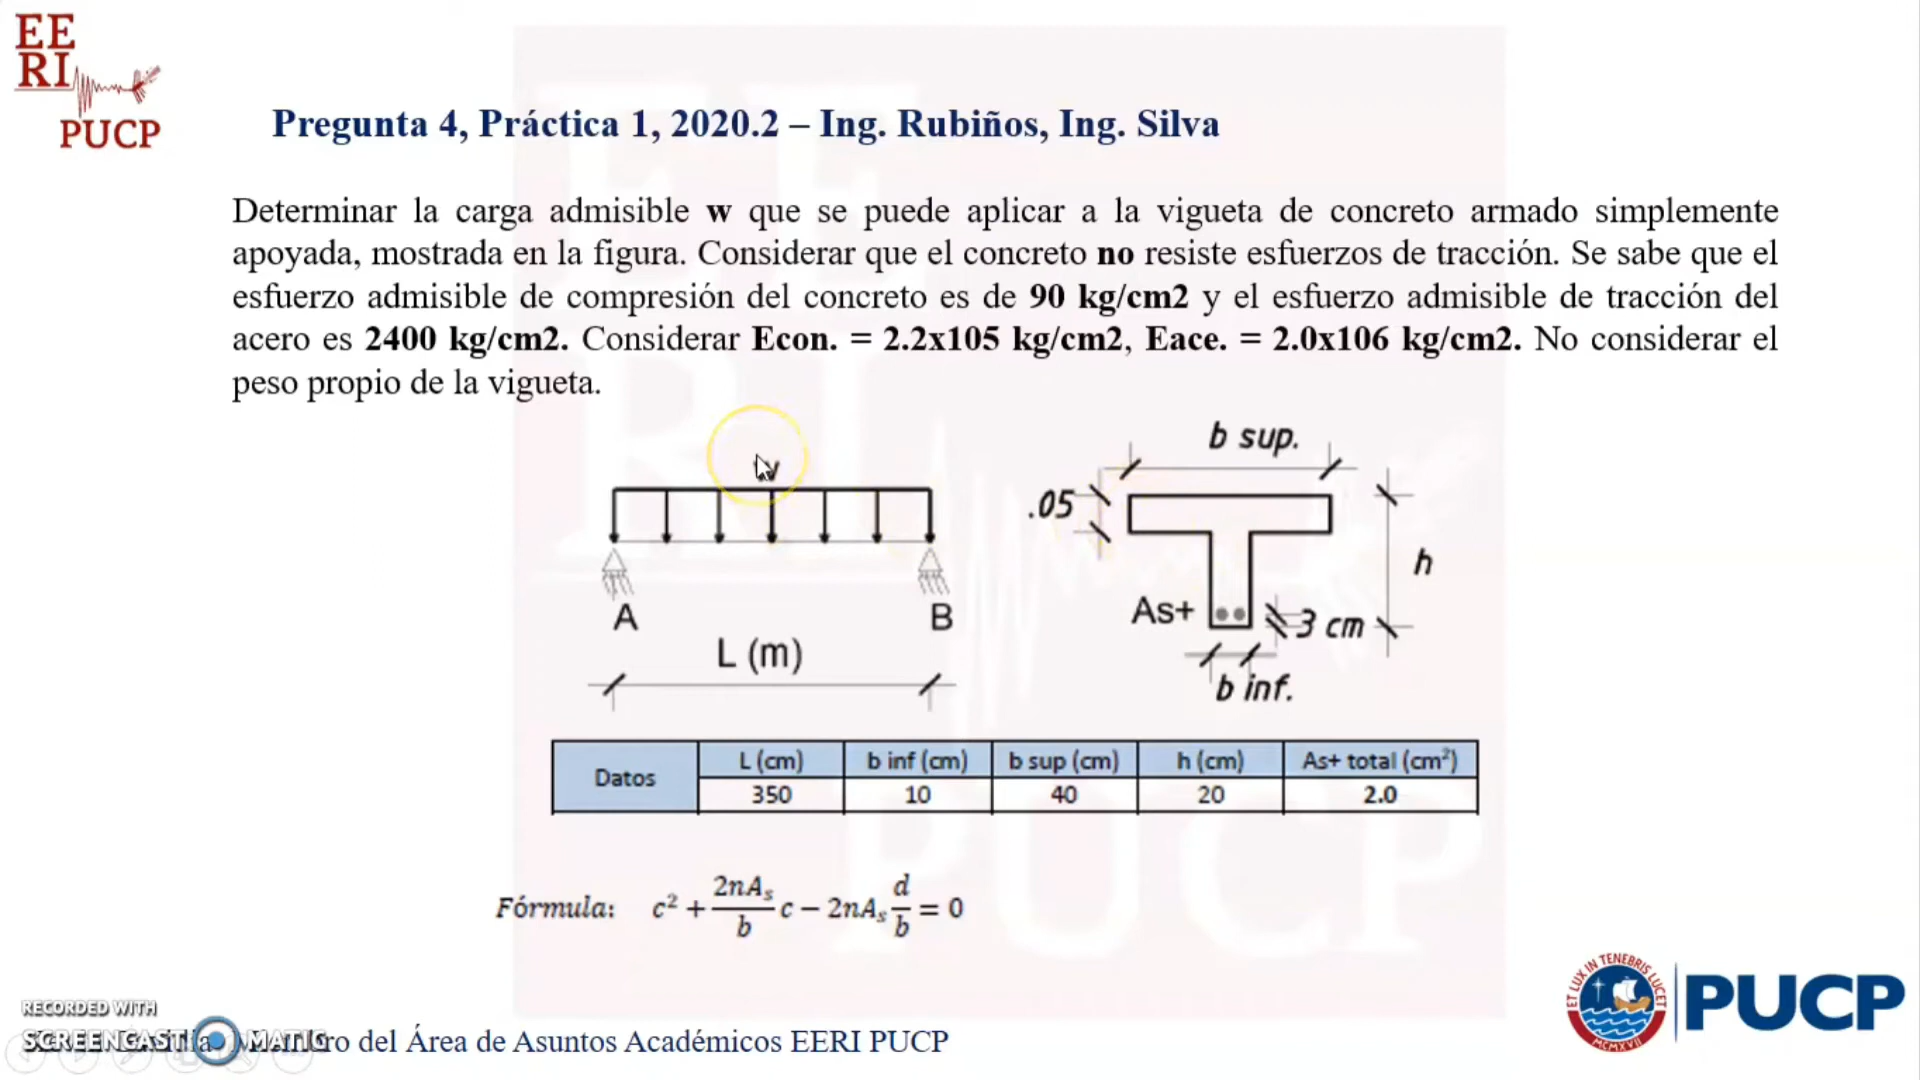 EE
RI
PUCP
Pregunta 4, Práctica 1, 2020.2 – Ing. Rubiños, Ing. Silva
Determinar la carga admisible w que se puede aplicar a la vigueta de concreto armado simplemente
apoyada, mostrada en la figura. Considerar que el concreto no resiste esfuerzos de tracción. Se sabe que el
esfuerzo admisible de compresión del concreto es de 90 kg/cm2 y el esfuerzo admisible de tracción del
acero es 2400 kg/cm2. Considerar Econ. = 2.2x105 kg/cm2, Eace. = 2.0x106 kg/cm2. No considerar el
peso propio de la vigueta.
b sup.
w
.05
h
As+
3 cm
A
B
L (m)
b inf.
Datos
L (cm) b inf (cm) b sup (cm) h (cm) As+ total (cm²)
350 10 40 20 2.0
Fórmula: c² + 2nAₛ/b c − 2nAₛ d/b = 0
EE
RI
PUCP
ET LUX IN TENEBRIS LUCET
MCMXVII
PUCP
RECORDED WITH
SCREENCAST MATIC
del Área de Asuntos Académicos EERI PUCP